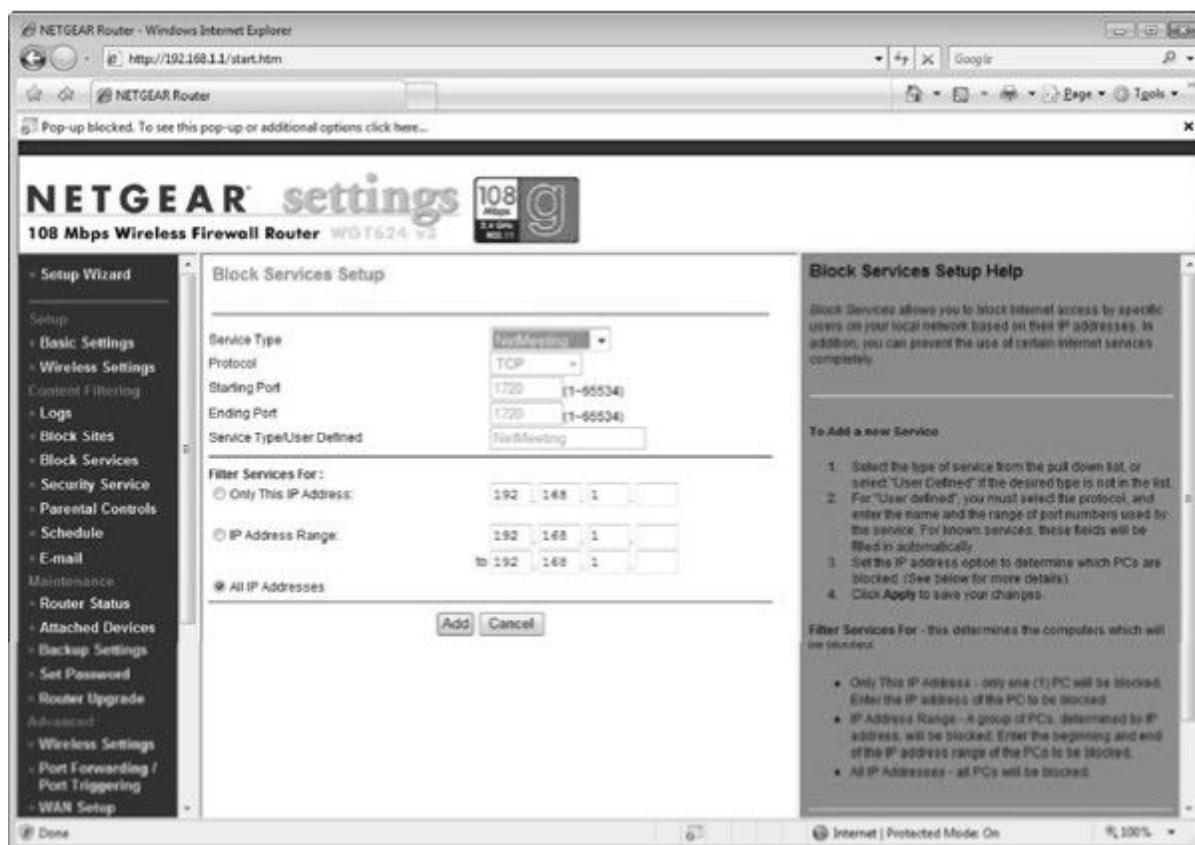 NETGEAR Router - Windows Internet Explorer
http://192.168.1.1/start.htm
Google
NETGEAR Router
Page
Tools
Pop-up blocked. To see this pop-up or additional options click here...
×
NETGEAR settings
108 Mbps
2.4 GHz
802.11
g
108 Mbps Wireless Firewall Router WGT624 v3
Setup Wizard
Setup
Basic Settings
Wireless Settings
Content Filtering
Logs
Block Sites
Block Services
Security Service
Parental Controls
Schedule
E-mail
Maintenance
Router Status
Attached Devices
Backup Settings
Set Password
Router Upgrade
Advanced
Wireless Settings
Port Forwarding /
Port Triggering
WAN Setup
Block Services Setup
Service Type NetMeeting
Protocol TCP
Starting Port 1720 (1~65534)
Ending Port 1720 (1~65534)
Service Type/User Defined NetMeeting
Filter Services For :
Only This IP Address: 192 . 168 . 1 .
IP Address Range: 192 . 168 . 1 .
to 192 . 168 . 1 .
All IP Addresses
Add Cancel
Block Services Setup Help
Block Services allows you to block Internet access by specific
users on your local network based on their IP addresses. In
addition, you can prevent the use of certain Internet services
completely.
To Add a new Service
1. Select the type of service from the pull down list, or
select "User Defined" if the desired type is not in the list.
2. For "User defined", you must select the protocol, and
enter the name and the range of port numbers used by
the service. For known services, these fields will be
filled in automatically.
3. Set the IP address option to determine which PCs are
blocked. (See below for more details).
4. Click Apply to save your changes.
Filter Services For - this determines the computers which will
be blocked.
Only This IP Address - only one (1) PC will be blocked.
Enter the IP address of the PC to be blocked.
IP Address Range - A group of PCs, determined by IP
address, will be blocked. Enter the beginning and end
of the IP address range of the PCs to be blocked.
All IP Addresses - all PCs will be blocked.
Done
Internet | Protected Mode: On
100%